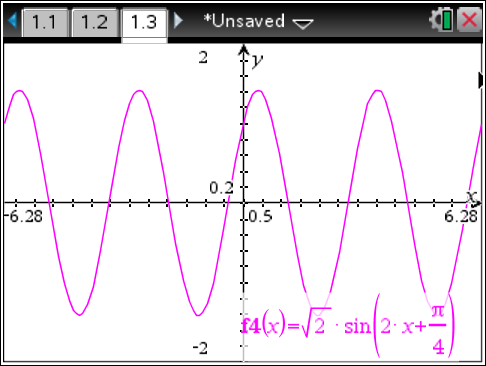 1.1 1.2 1.3 *Unsaved
2 y
0.2 x
-6.28 0.5 6.28
f4(x)=√2·sin(2·x+π/4)
-2